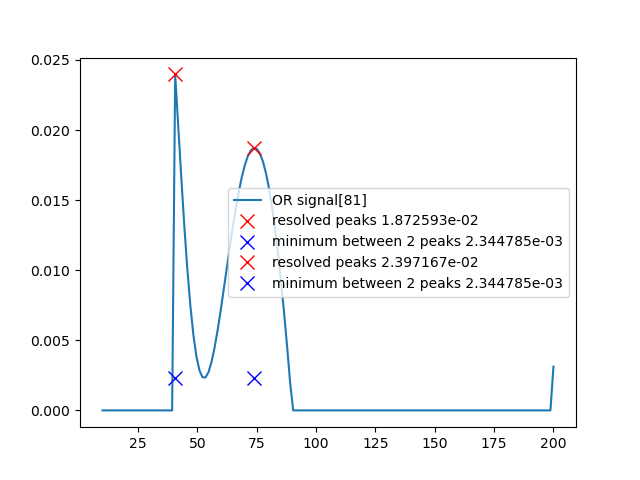 0.025
0.020
0.015
0.010
0.005
0.000
OR signal[81]
resolved peaks 1.872593e-02
minimum between 2 peaks 2.344785e-03
resolved peaks 2.397167e-02
minimum between 2 peaks 2.344785e-03
25 50 75 100 125 150 175 200